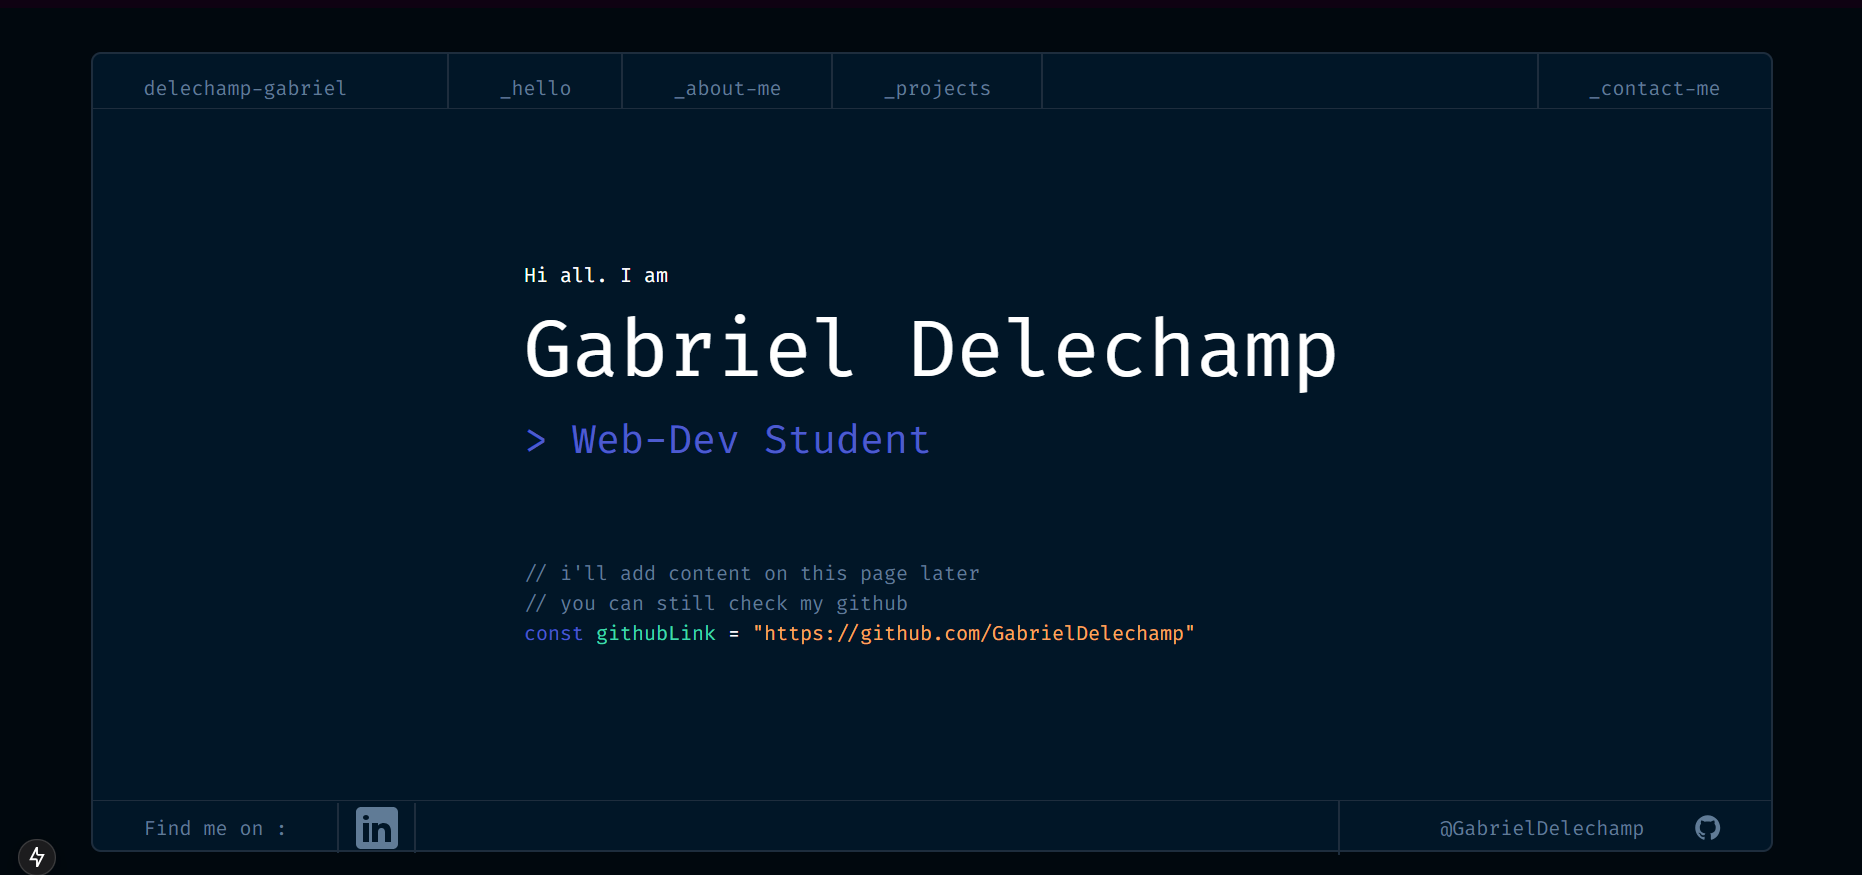 delechamp-gabriel _hello _about-me _projects _contact-me
Hi all. I am
Gabriel Delechamp
> Web-Dev Student
// i'll add content on this page later
// you can still check my github
const githubLink = "https://github.com/GabrielDelechamp"
Find me on : in @GabrielDelechamp